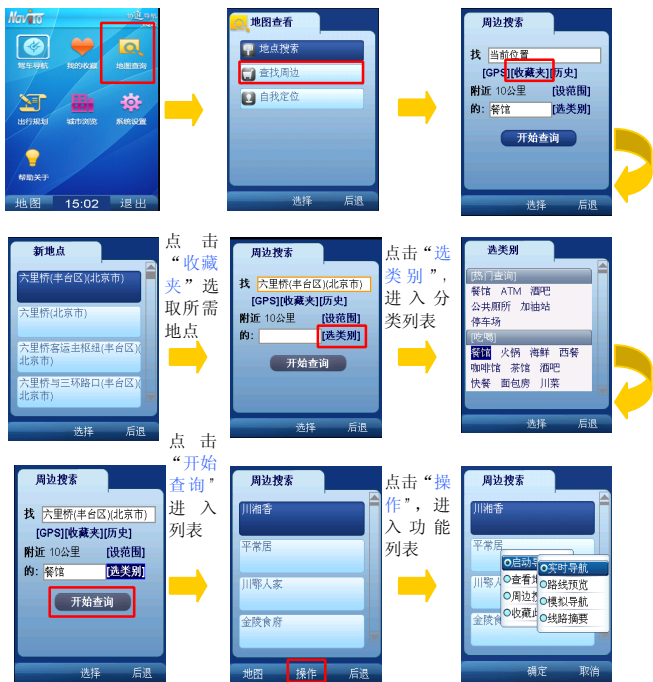 NaviTo
驾车导航 我的收藏 地图查询
出行规划 城市浏览 系统设置
帮助关于
地图 15:02 退出
地图查看
地点搜索
查找周边
自我定位
选择 后退
周边搜索
找 当前位置
[GPS][收藏夹][历史]
附近 10公里 [设范围]
的: 餐馆 [选类别]
开始查询
选择 后退
新地点
六里桥(丰台区)(北京市)
六里桥(北京市)
六里桥客运主枢纽(丰台区)(
北京市)
六里桥与三环路口(丰台区)(
北京市)
选择 后退
点击
“收藏
夹”选
取所需
地点
周边搜索
找 六里桥(丰台区)(北京市)
[GPS][收藏夹][历史]
附近 10公里 [设范围]
的: [选类别]
开始查询
选择 后退
点击“选
类别”，
进入分
类列表
选类别
[热门查询]
餐馆 ATM 酒吧
公共厕所 加油站
停车场
[吃喝]
餐馆 火锅 海鲜 西餐
咖啡馆 茶馆 酒吧
快餐 面包房 川菜
选择 后退
周边搜索
找 六里桥(丰台区)(北京市)
[GPS][收藏夹][历史]
附近 10公里 [设范围]
的: 餐馆 [选类别]
开始查询
选择 后退
点击
“开始
查询”
进入
列表
周边搜索
川湘香
平常居
川鄂人家
金陵食府
地图 操作 后退
点击“操
作”，进
入功能
列表
周边搜索
川湘香
平常居
川鄂
金陵
启动
查看
周边
收藏
实时导航
路线预览
模拟导航
线路摘要
确定 取消